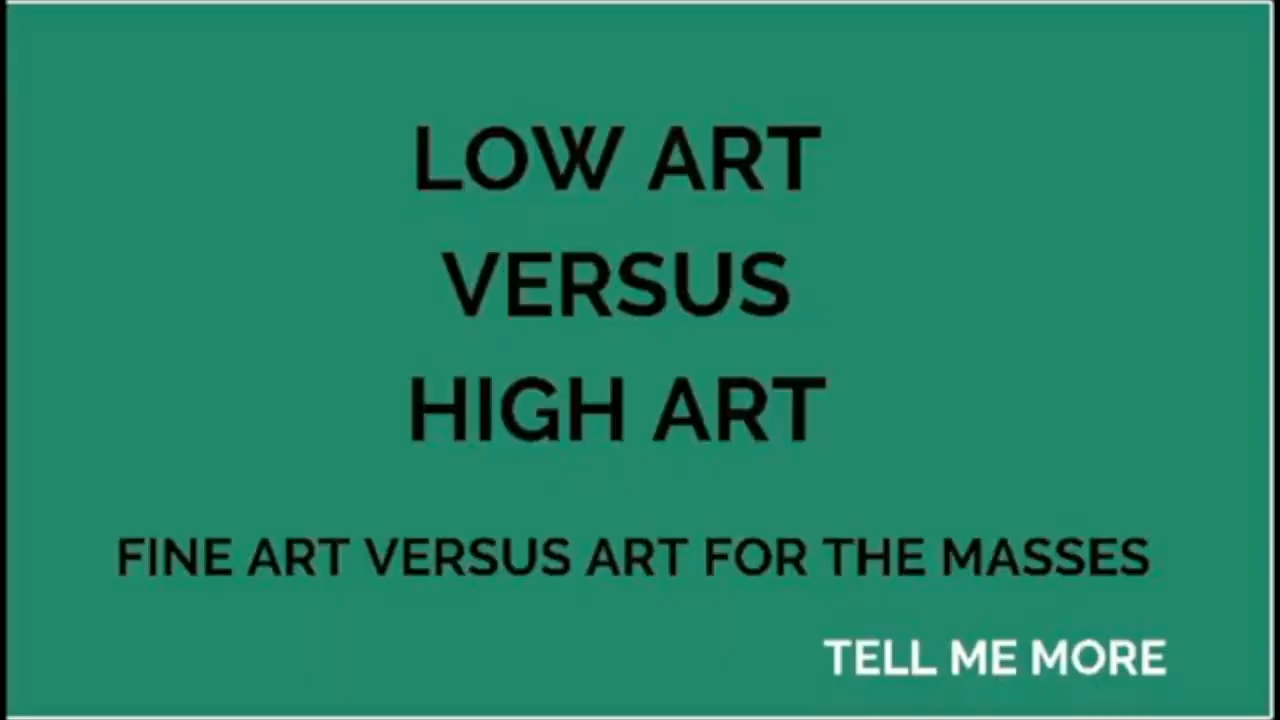 LOW ART
VERSUS
HIGH ART
FINE ART VERSUS ART FOR THE MASSES
TELL ME MORE